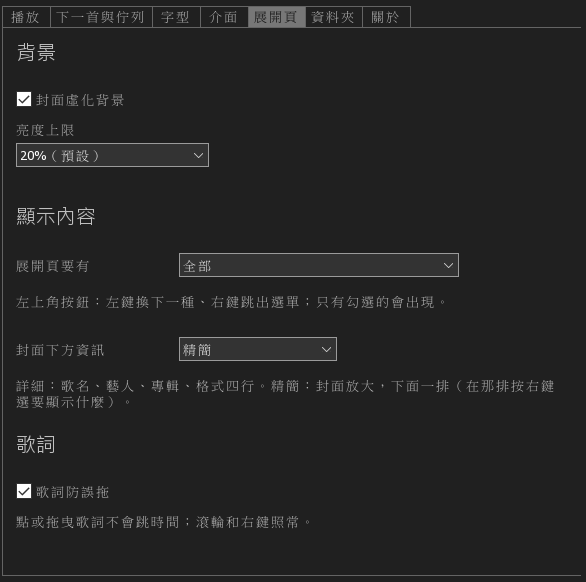 播放
下一首與佇列
字型
介面
展開頁
資料夾
關於
背景
封面虛化背景
亮度上限
20%（預設）
顯示內容
展開頁要有
全部
左上角按鈕：左鍵換下一種、右鍵跳出選單；只有勾選的會出現。
封面下方資訊
精簡
詳細：歌名、藝人、專輯、格式四行。精簡：封面放大，下面一排（在那排按右鍵
選要顯示什麼）。
歌詞
歌詞防誤拖
點或拖曳歌詞不會跳時間；滾輪和右鍵照常。